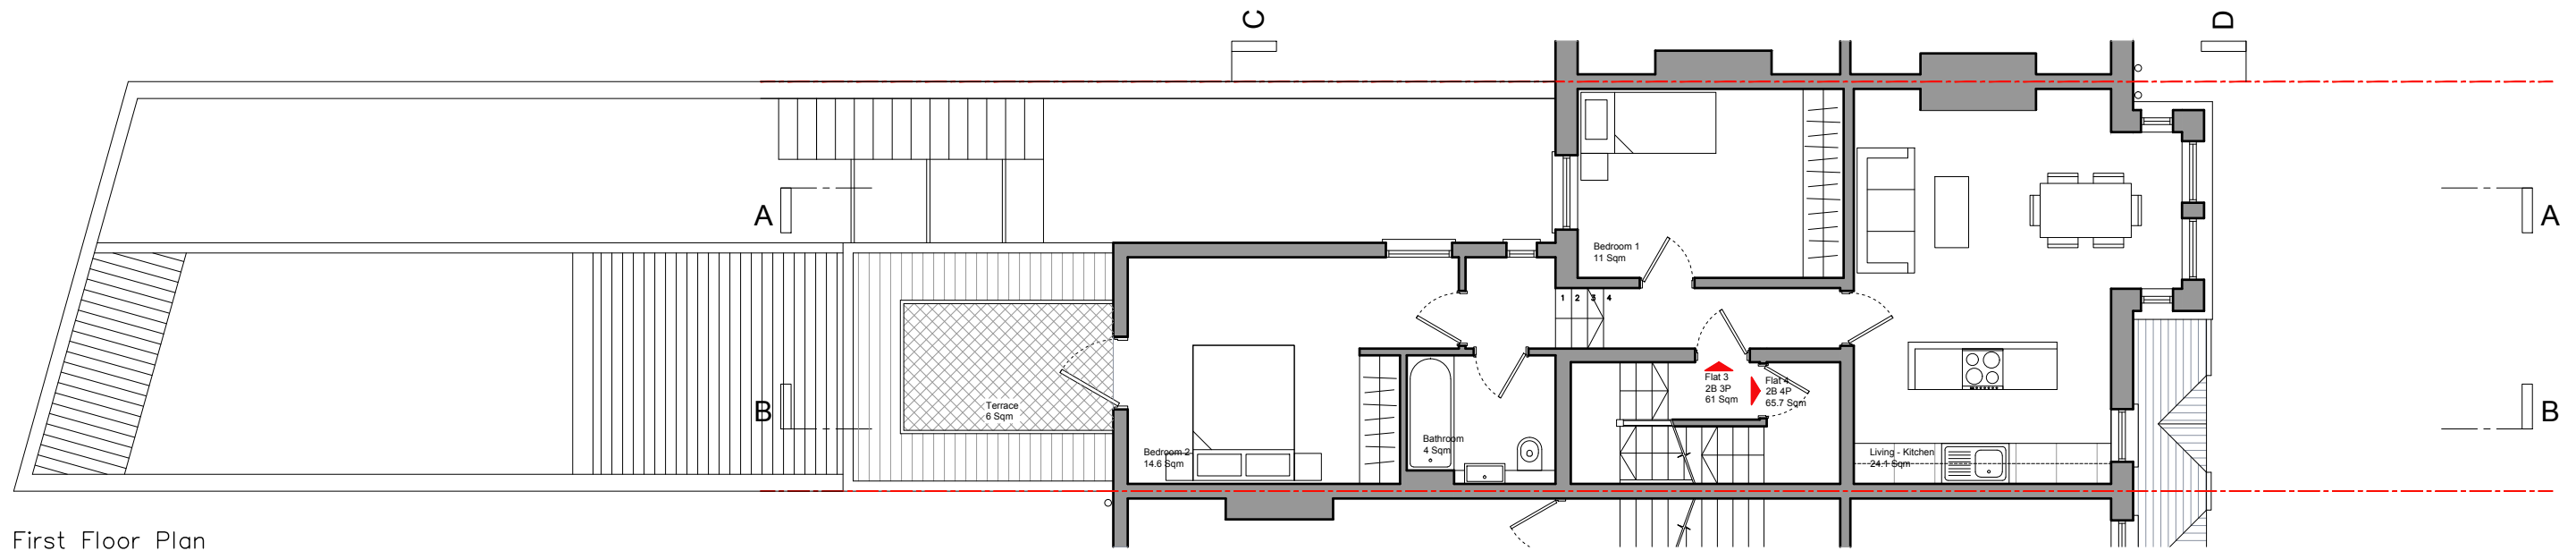 C
D
A
A
Bedroom 1
11 Sqm
1 2 3 4
Flat 3
2B 3P
61 Sqm
Flat 4
2B 4P
65.7 Sqm
Terrace
6 Sqm
B
B
Bedroom 2
14.6 Sqm
Bathroom
4 Sqm
Living - Kitchen
24.1 Sqm
First Floor Plan